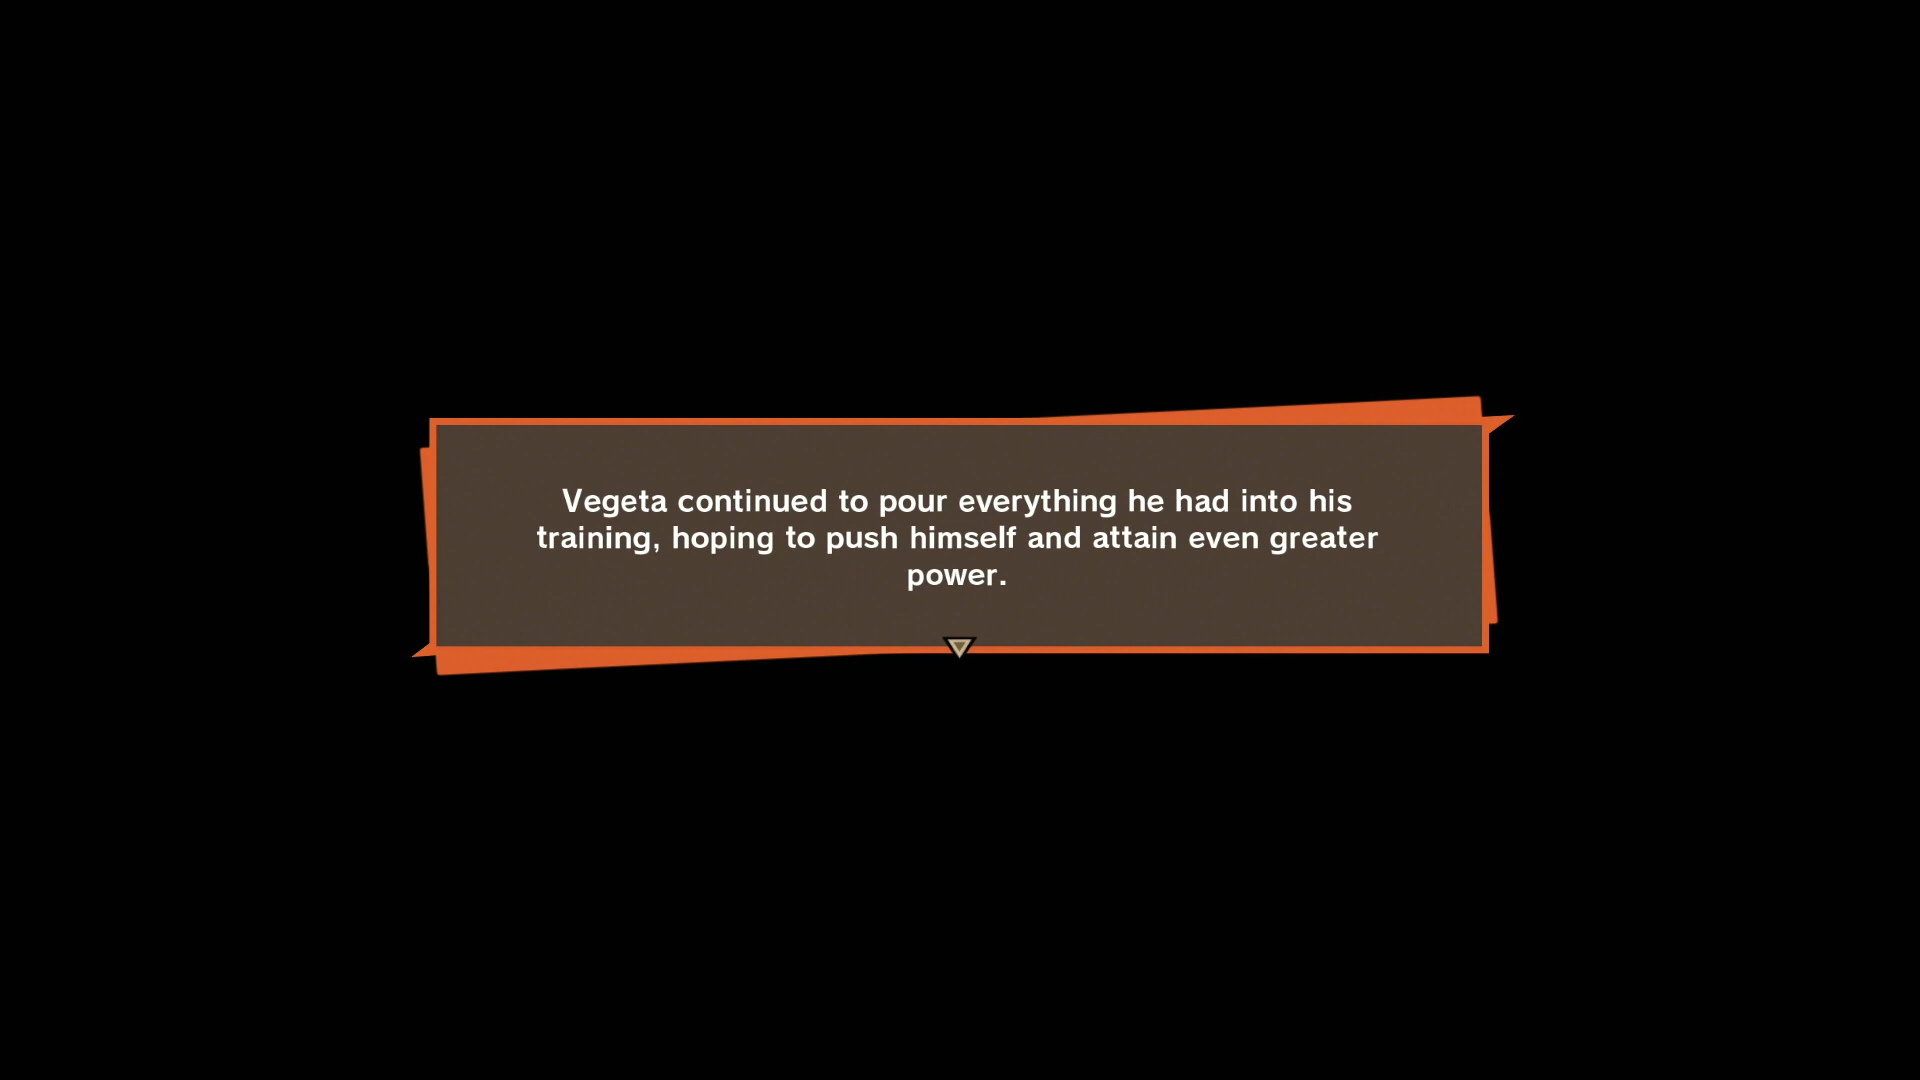 Vegeta continued to pour everything he had into his
training, hoping to push himself and attain even greater
power.